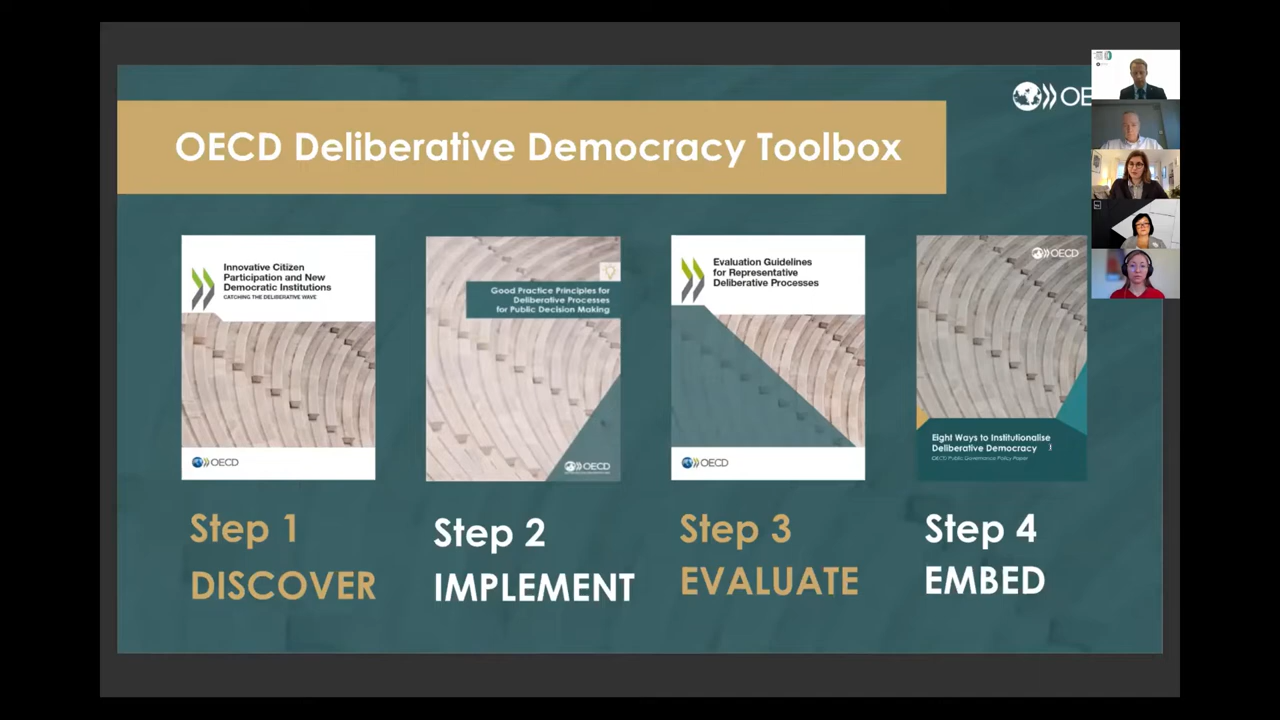 OECD Deliberative Democracy Toolbox
OE
Innovative Citizen
Participation and New
Democratic Institutions
CATCHING THE DELIBERATIVE WAVE
OECD
Step 1
DISCOVER
Good Practice Principles for
Deliberative Processes
for Public Decision Making
OECD
Step 2
IMPLEMENT
Evaluation Guidelines
for Representative
Deliberative Processes
OECD
Step 3
EVALUATE
OECD
Eight Ways to Institutionalise
Deliberative Democracy
OECD Public Governance Policy Paper
Step 4
EMBED